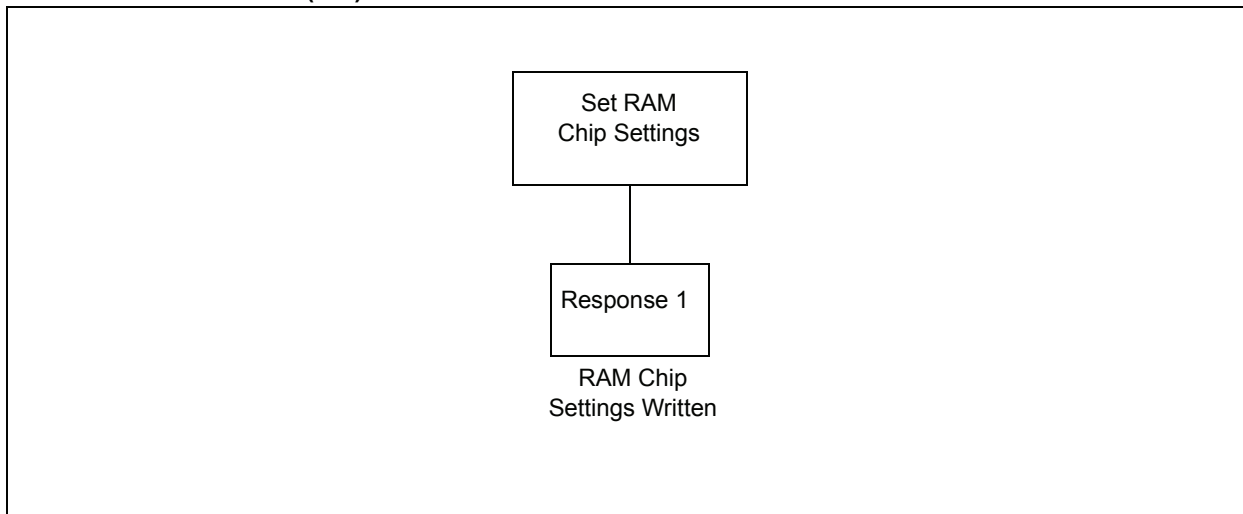 Set RAM
Chip Settings
Response 1
RAM Chip
Settings Written